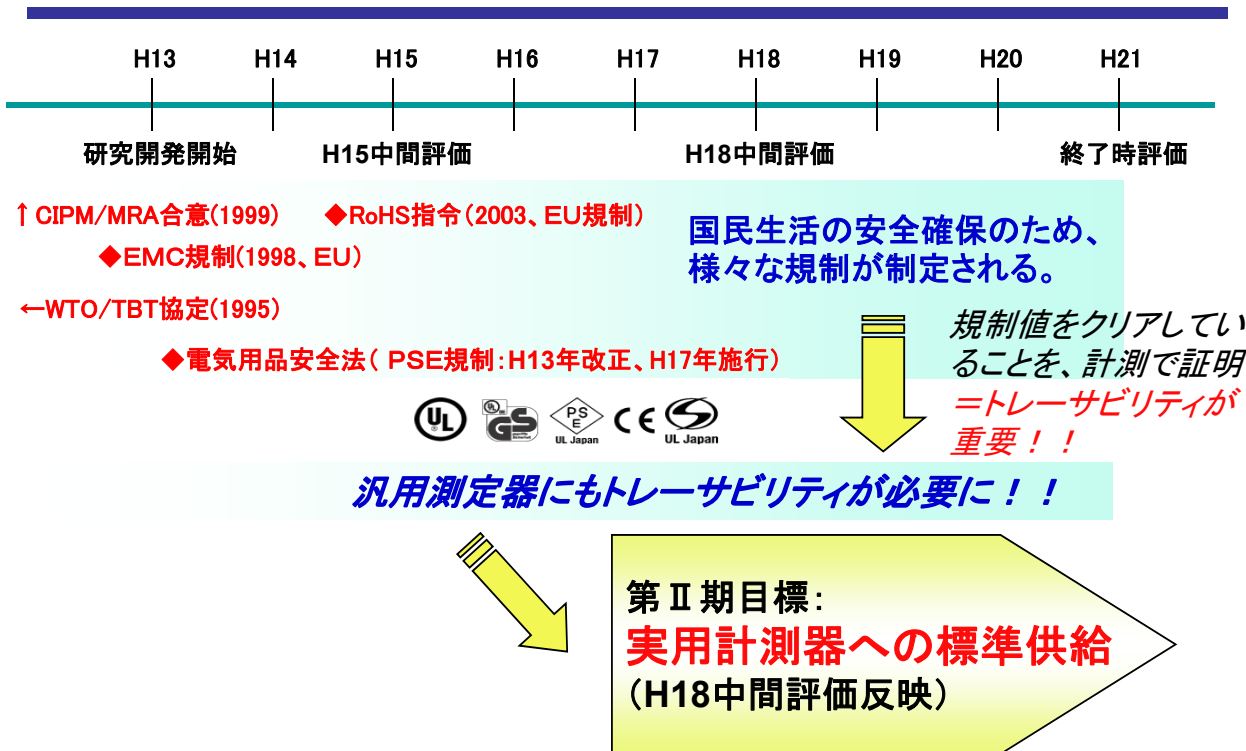 H13 H14 H15 H16 H17 H18 H19 H20 H21
研究開発開始 H15中間評価 H18中間評価 終了時評価
↑CIPM/MRA合意(1999) ◆RoHS指令(2003、EU規制)
◆EMC規制(1998、EU)
←WTO/TBT協定(1995)
◆電気用品安全法( PSE規制:H13年改正、H17年施行)
国民生活の安全確保のため、
様々な規制が制定される。
規制値をクリアしてい
ることを、計測で証明
=トレーサビリティが
重要!!
UL GS PS E UL Japan CE S UL Japan
汎用測定器にもトレーサビリティが必要に!!
第Ⅱ期目標:
実用計測器への標準供給
(H18中間評価反映)